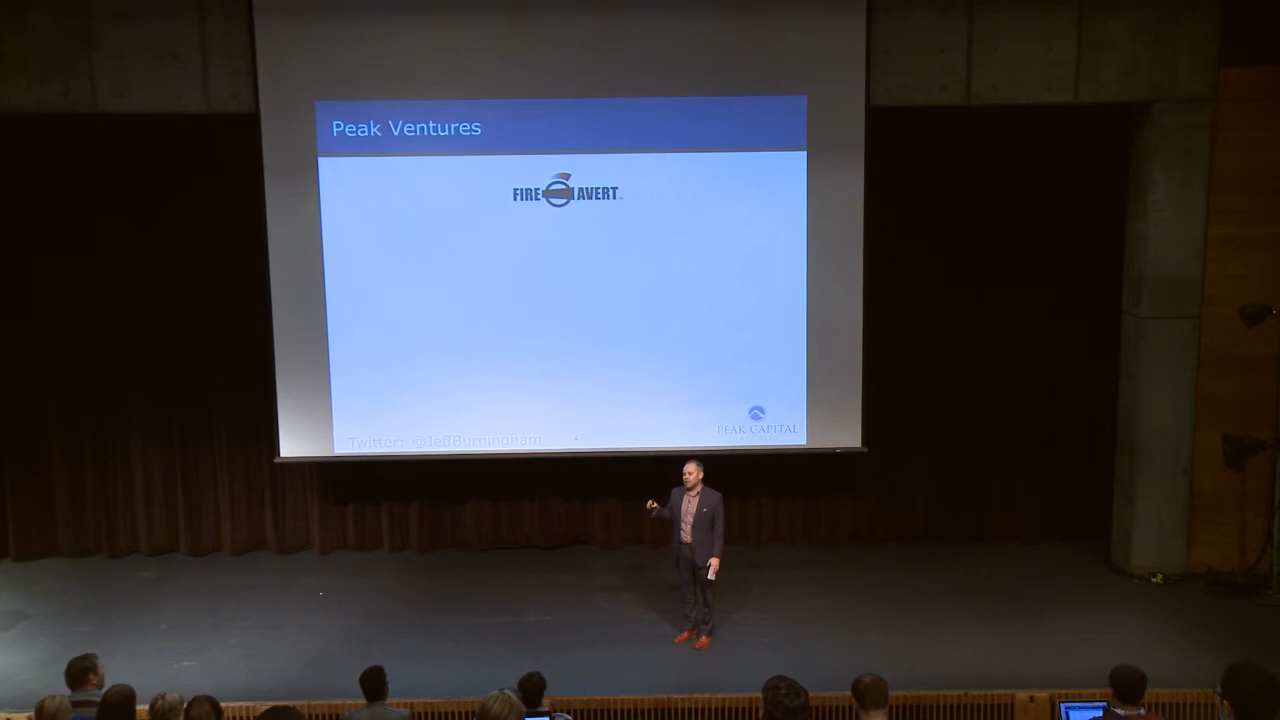 Peak Ventures
FIRE AVERT
PEAK CAPITAL
Twitter: @JeffBurningham